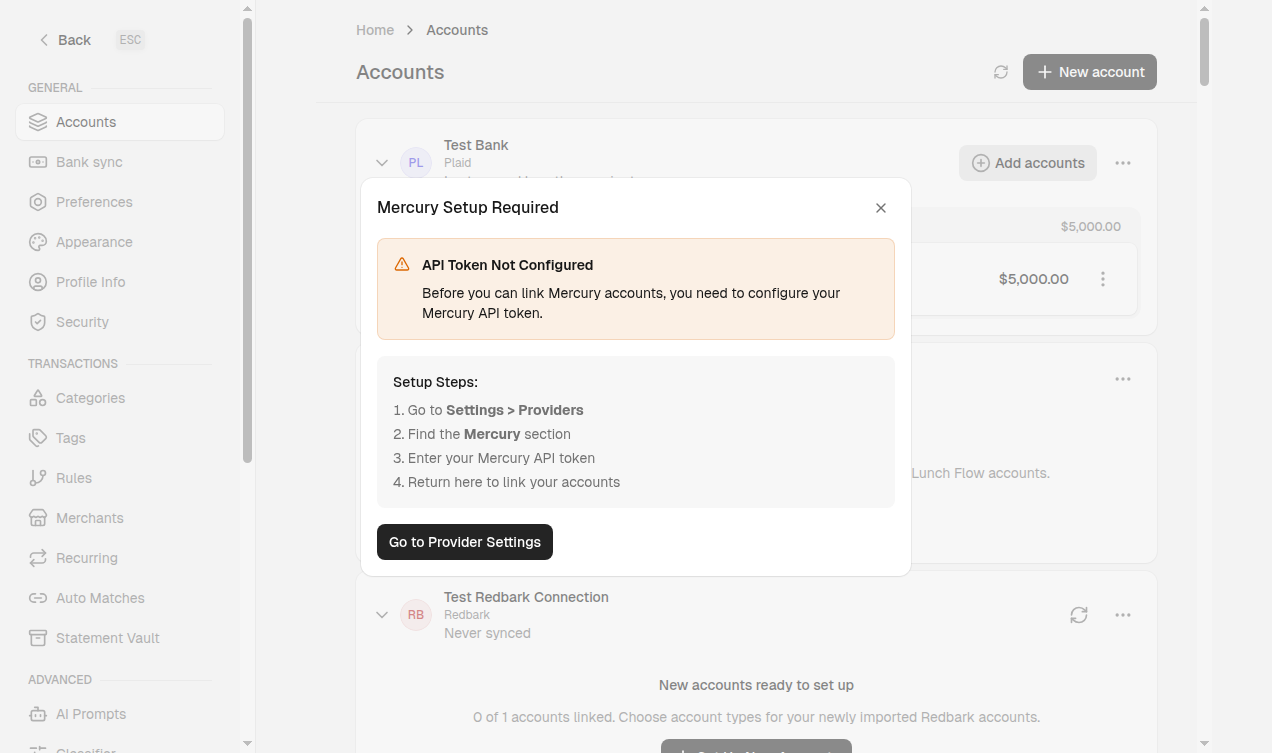 Back
ESC
GENERAL
Accounts
Bank sync
Preferences
Appearance
Profile Info
Security
TRANSACTIONS
Categories
Tags
Rules
Merchants
Recurring
Auto Matches
Statement Vault
ADVANCED
AI Prompts
Home > Accounts
Accounts
New account
PL
Test Bank
Plaid
Add accounts
$5,000.00
$5,000.00
Mercury Setup Required
API Token Not Configured
Before you can link Mercury accounts, you need to configure your
Mercury API token.
Setup Steps:
1. Go to Settings > Providers
2. Find the Mercury section
3. Enter your Mercury API token
4. Return here to link your accounts
Go to Provider Settings
Lunch Flow accounts.
RB
Test Redbark Connection
Redbark
Never synced
New accounts ready to set up
0 of 1 accounts linked. Choose account types for your newly imported Redbark accounts.